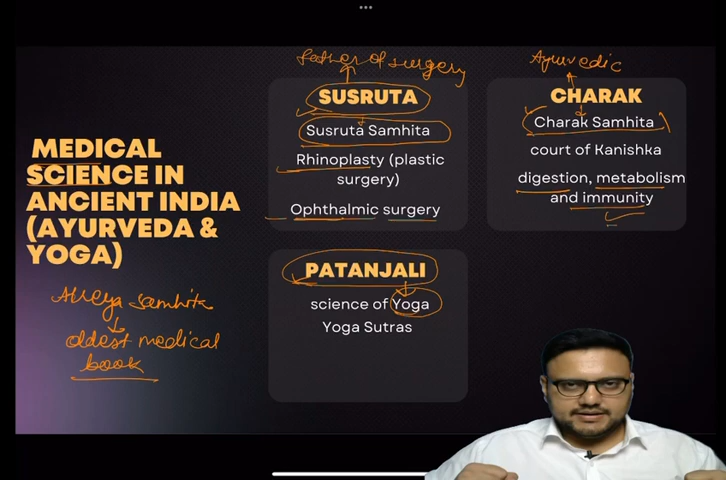 MEDICAL
SCIENCE IN
ANCIENT INDIA
(AYURVEDA &
YOGA)
Atreya Samhita
oldest medical
book
father of surgery
SUSRUTA
Susruta Samhita
Rhinoplasty (plastic
surgery)
Ophthalmic surgery
Ayurvedic
CHARAK
Charak Samhita
court of Kanishka
digestion, metabolism
and immunity
PATANJALI
science of Yoga
Yoga Sutras